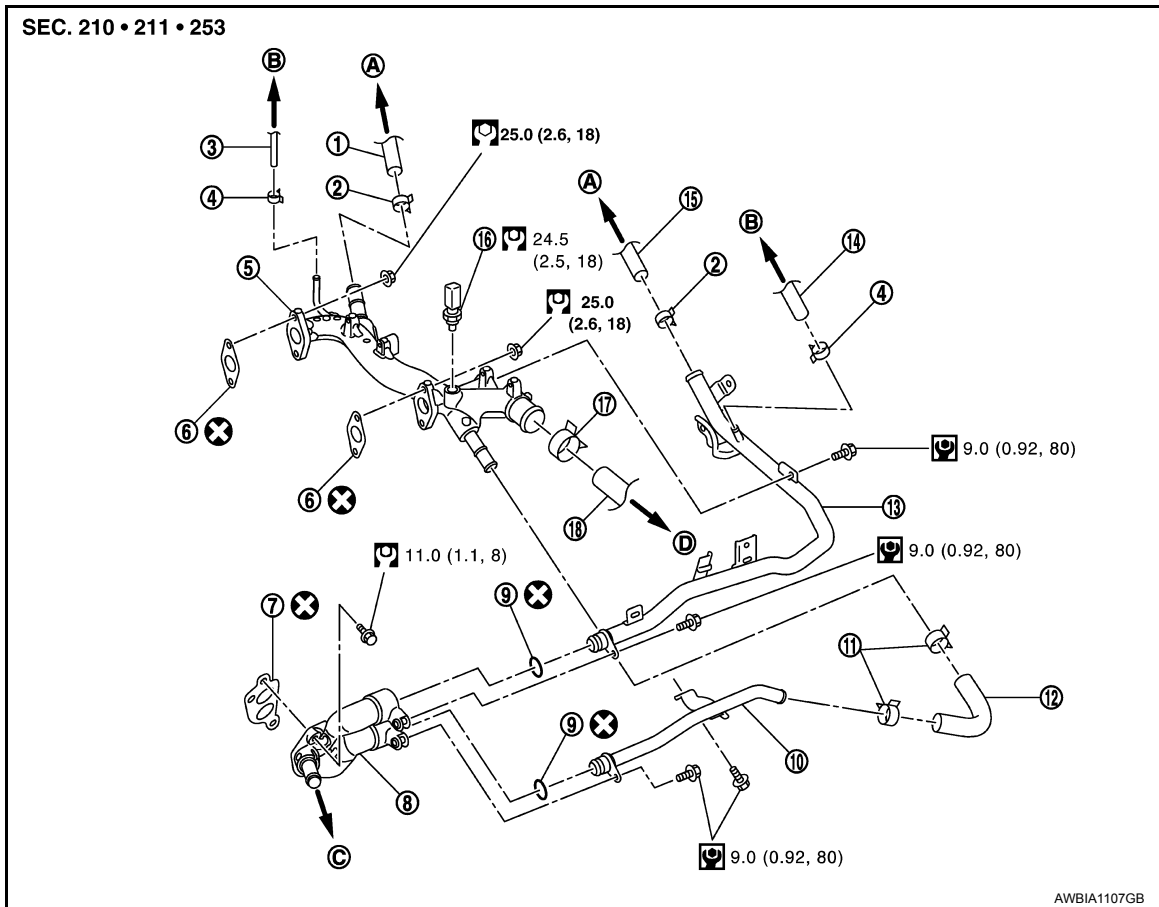 SEC. 210 • 211 • 253
B
A
3
1
25.0 (2.6, 18)
4
2
A
15
B
16 24.5
(2.5, 18)
2
14
5
4
25.0
(2.6, 18)
17
6
9.0 (0.92, 80)
6
18
13
D
11.0 (1.1, 8)
9.0 (0.92, 80)
9
7
11
12
9
10
8
C
9.0 (0.92, 80)
AWBIA1107GB